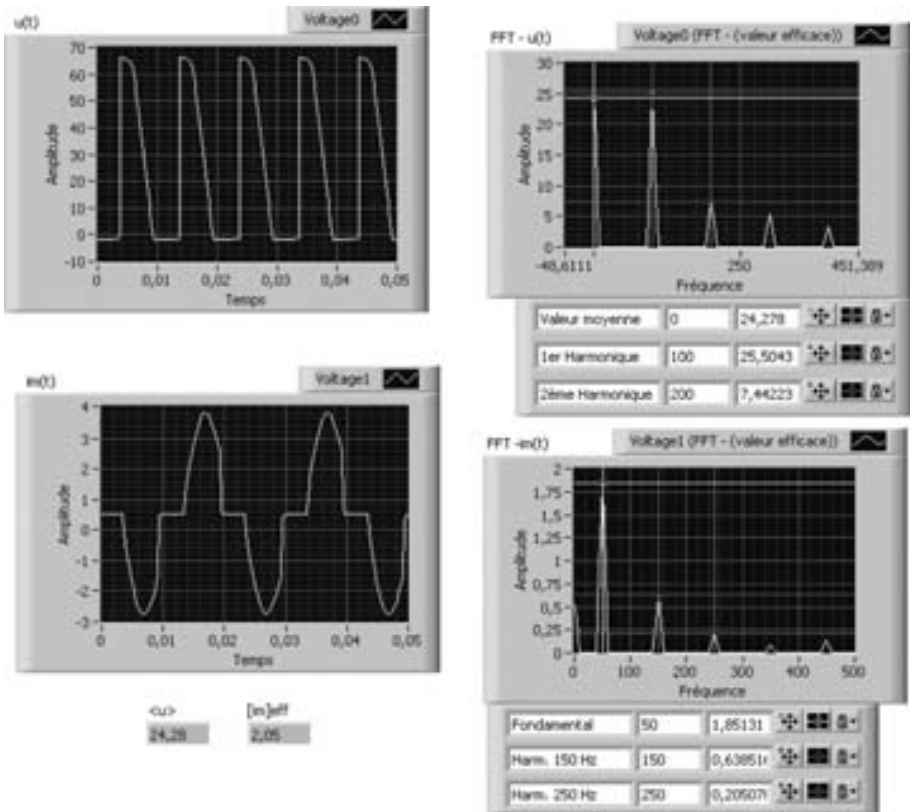 u(t)
Voltage0
70
60
50
40
30
20
10
0
-10
Amplitude
0
0,01
0,02
0,03
0,04
0,05
Temps
FFT - u(t)
Voltage0 (FFT - (valeur efficace))
30
25
20
15
10
5
0
Amplitude
-48,6111
250
451,389
Fréquence
Valeur moyenne 0 24,278
1er Harmonique 100 25,5043
2ème Harmonique 200 7,44223
im(t)
Voltage1
4
3
2
1
0
-1
-2
-3
Amplitude
0
0,01
0,02
0,03
0,04
0,05
Temps
<u>
24,28
[im]eff
2,05
FFT -im(t)
Voltage1 (FFT - (valeur efficace))
2
1,75
1,5
1,25
1
0,75
0,5
0,25
0
Amplitude
0
100
200
300
400
500
Fréquence
Fondamental 50 1,85131
Harm. 150 Hz 150
Harm. 250 Hz 250